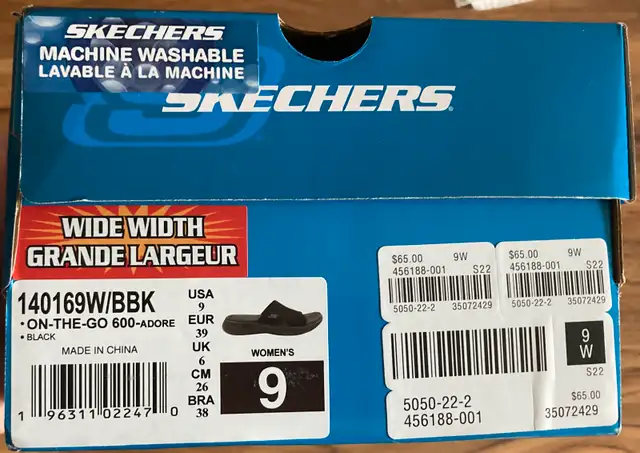 SKECHERS
MACHINE WASHABLE
LAVABLE À LA MACHINE
SKECHERS
WIDE WIDTH
GRANDE LARGEUR
140169W/BBK
• ON-THE-GO 600-ADORE
• BLACK
MADE IN CHINA
1 96311 02247 0
USA
9
EUR
39
UK
6
CM
26
BRA
38
WOMEN'S
9
$65.00 9W
456188-001 S22
5050-22-2 35072429
$65.00 9W
456188-001 S22
5050-22-2 35072429
9
W
S22
$65.00
5050-22-2 35072429
456188-001